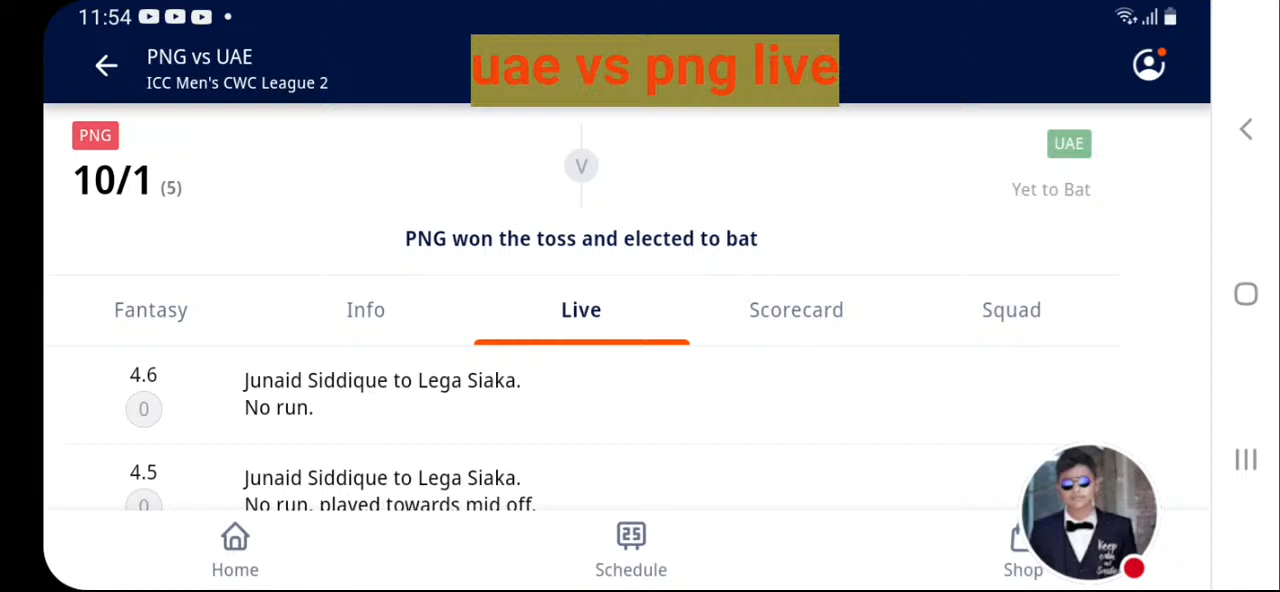 11:54
PNG vs UAE
ICC Men's CWC League 2
uae vs png live
PNG
10/1 (5)
V
UAE
Yet to Bat
PNG won the toss and elected to bat
Fantasy Info Live Scorecard Squad
4.6
0
Junaid Siddique to Lega Siaka.
No run.
4.5
0
Junaid Siddique to Lega Siaka.
No run, played towards mid off.
25
Home Schedule Shop
Keep